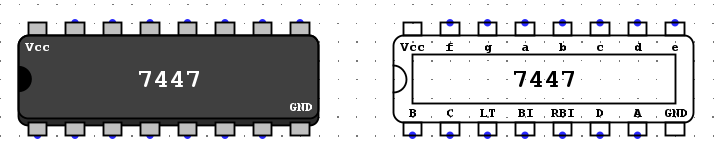 Vcc
7447
GND
Vcc f g a b c d e
7447
B C LT BI RBI D A GND